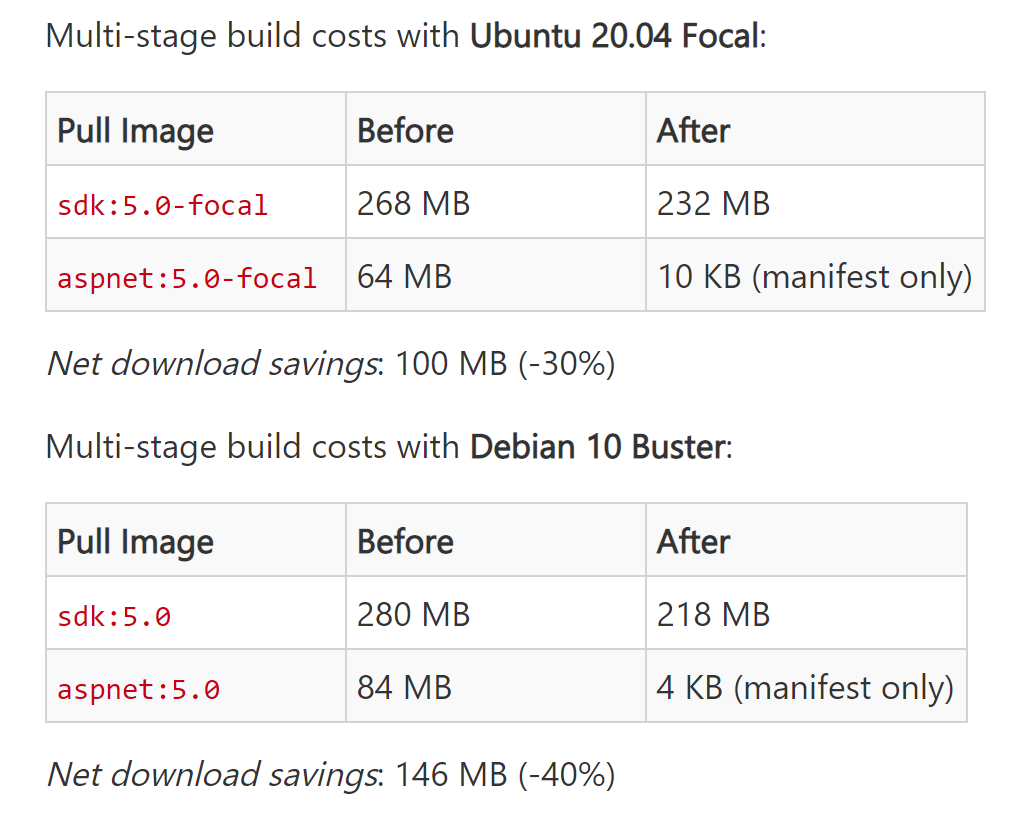 Multi-stage build costs with Ubuntu 20.04 Focal:
Pull Image Before After
sdk:5.0-focal 268 MB 232 MB
aspnet:5.0-focal 64 MB 10 KB (manifest only)
Net download savings: 100 MB (-30%)
Multi-stage build costs with Debian 10 Buster:
Pull Image Before After
sdk:5.0 280 MB 218 MB
aspnet:5.0 84 MB 4 KB (manifest only)
Net download savings: 146 MB (-40%)